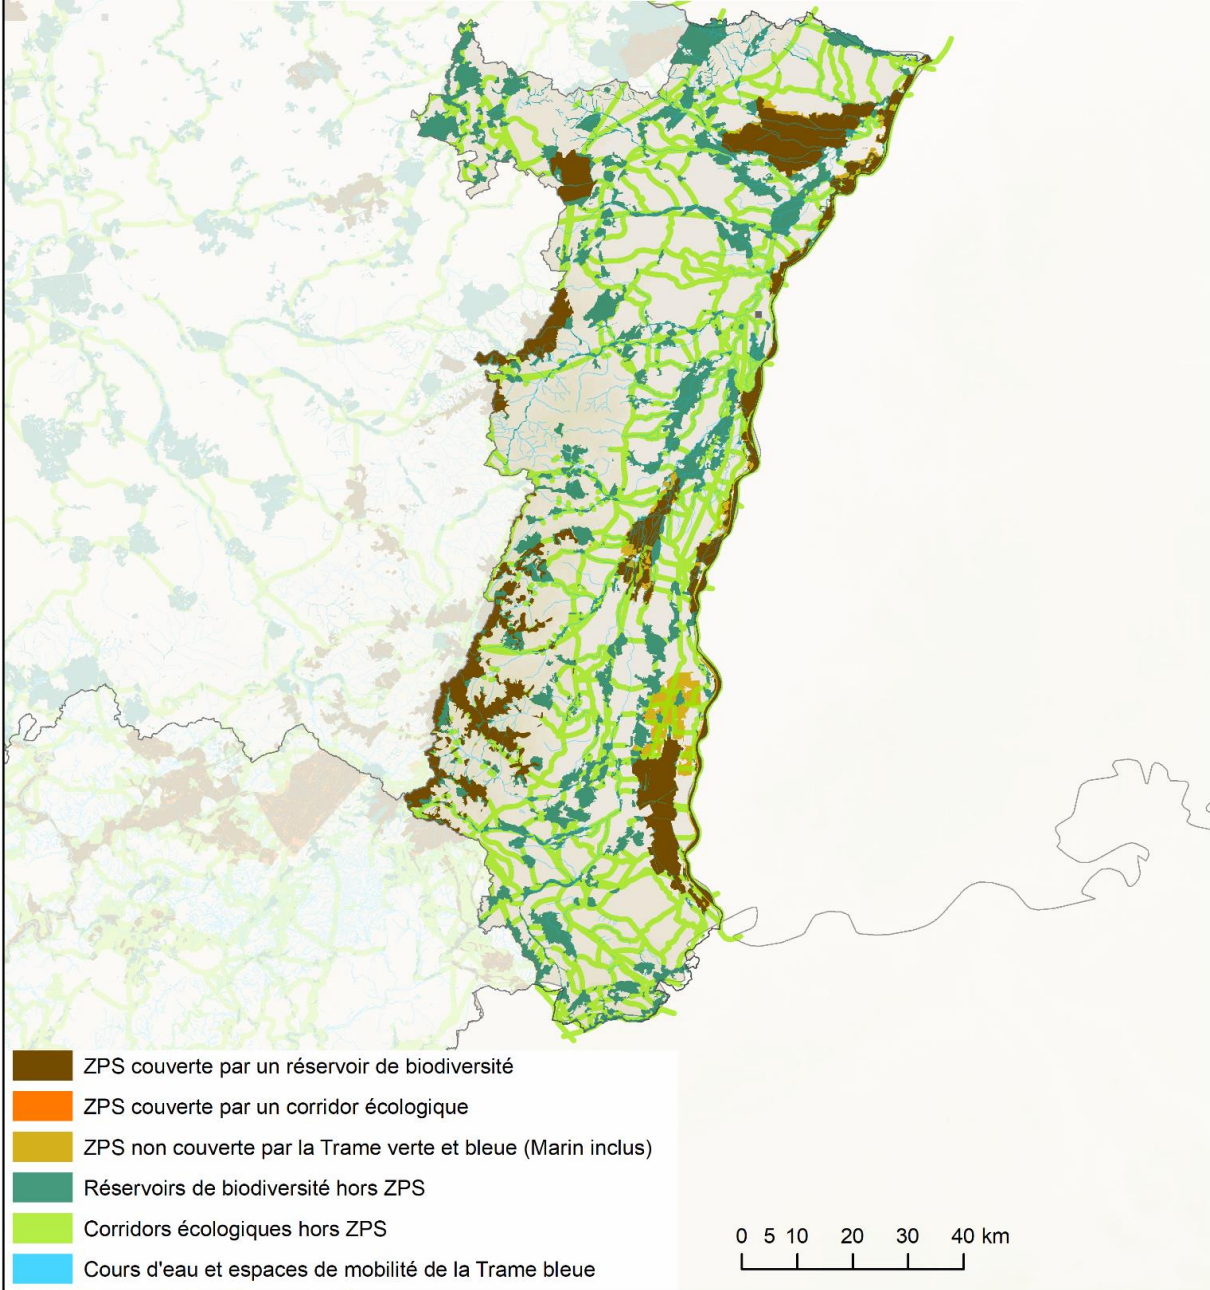 ZPS couverte par un réservoir de biodiversité
ZPS couverte par un corridor écologique
ZPS non couverte par la Trame verte et bleue (Marin inclus)
Réservoirs de biodiversité hors ZPS
Corridors écologiques hors ZPS
Cours d'eau et espaces de mobilité de la Trame bleue
0 5 10 20 30 40 km